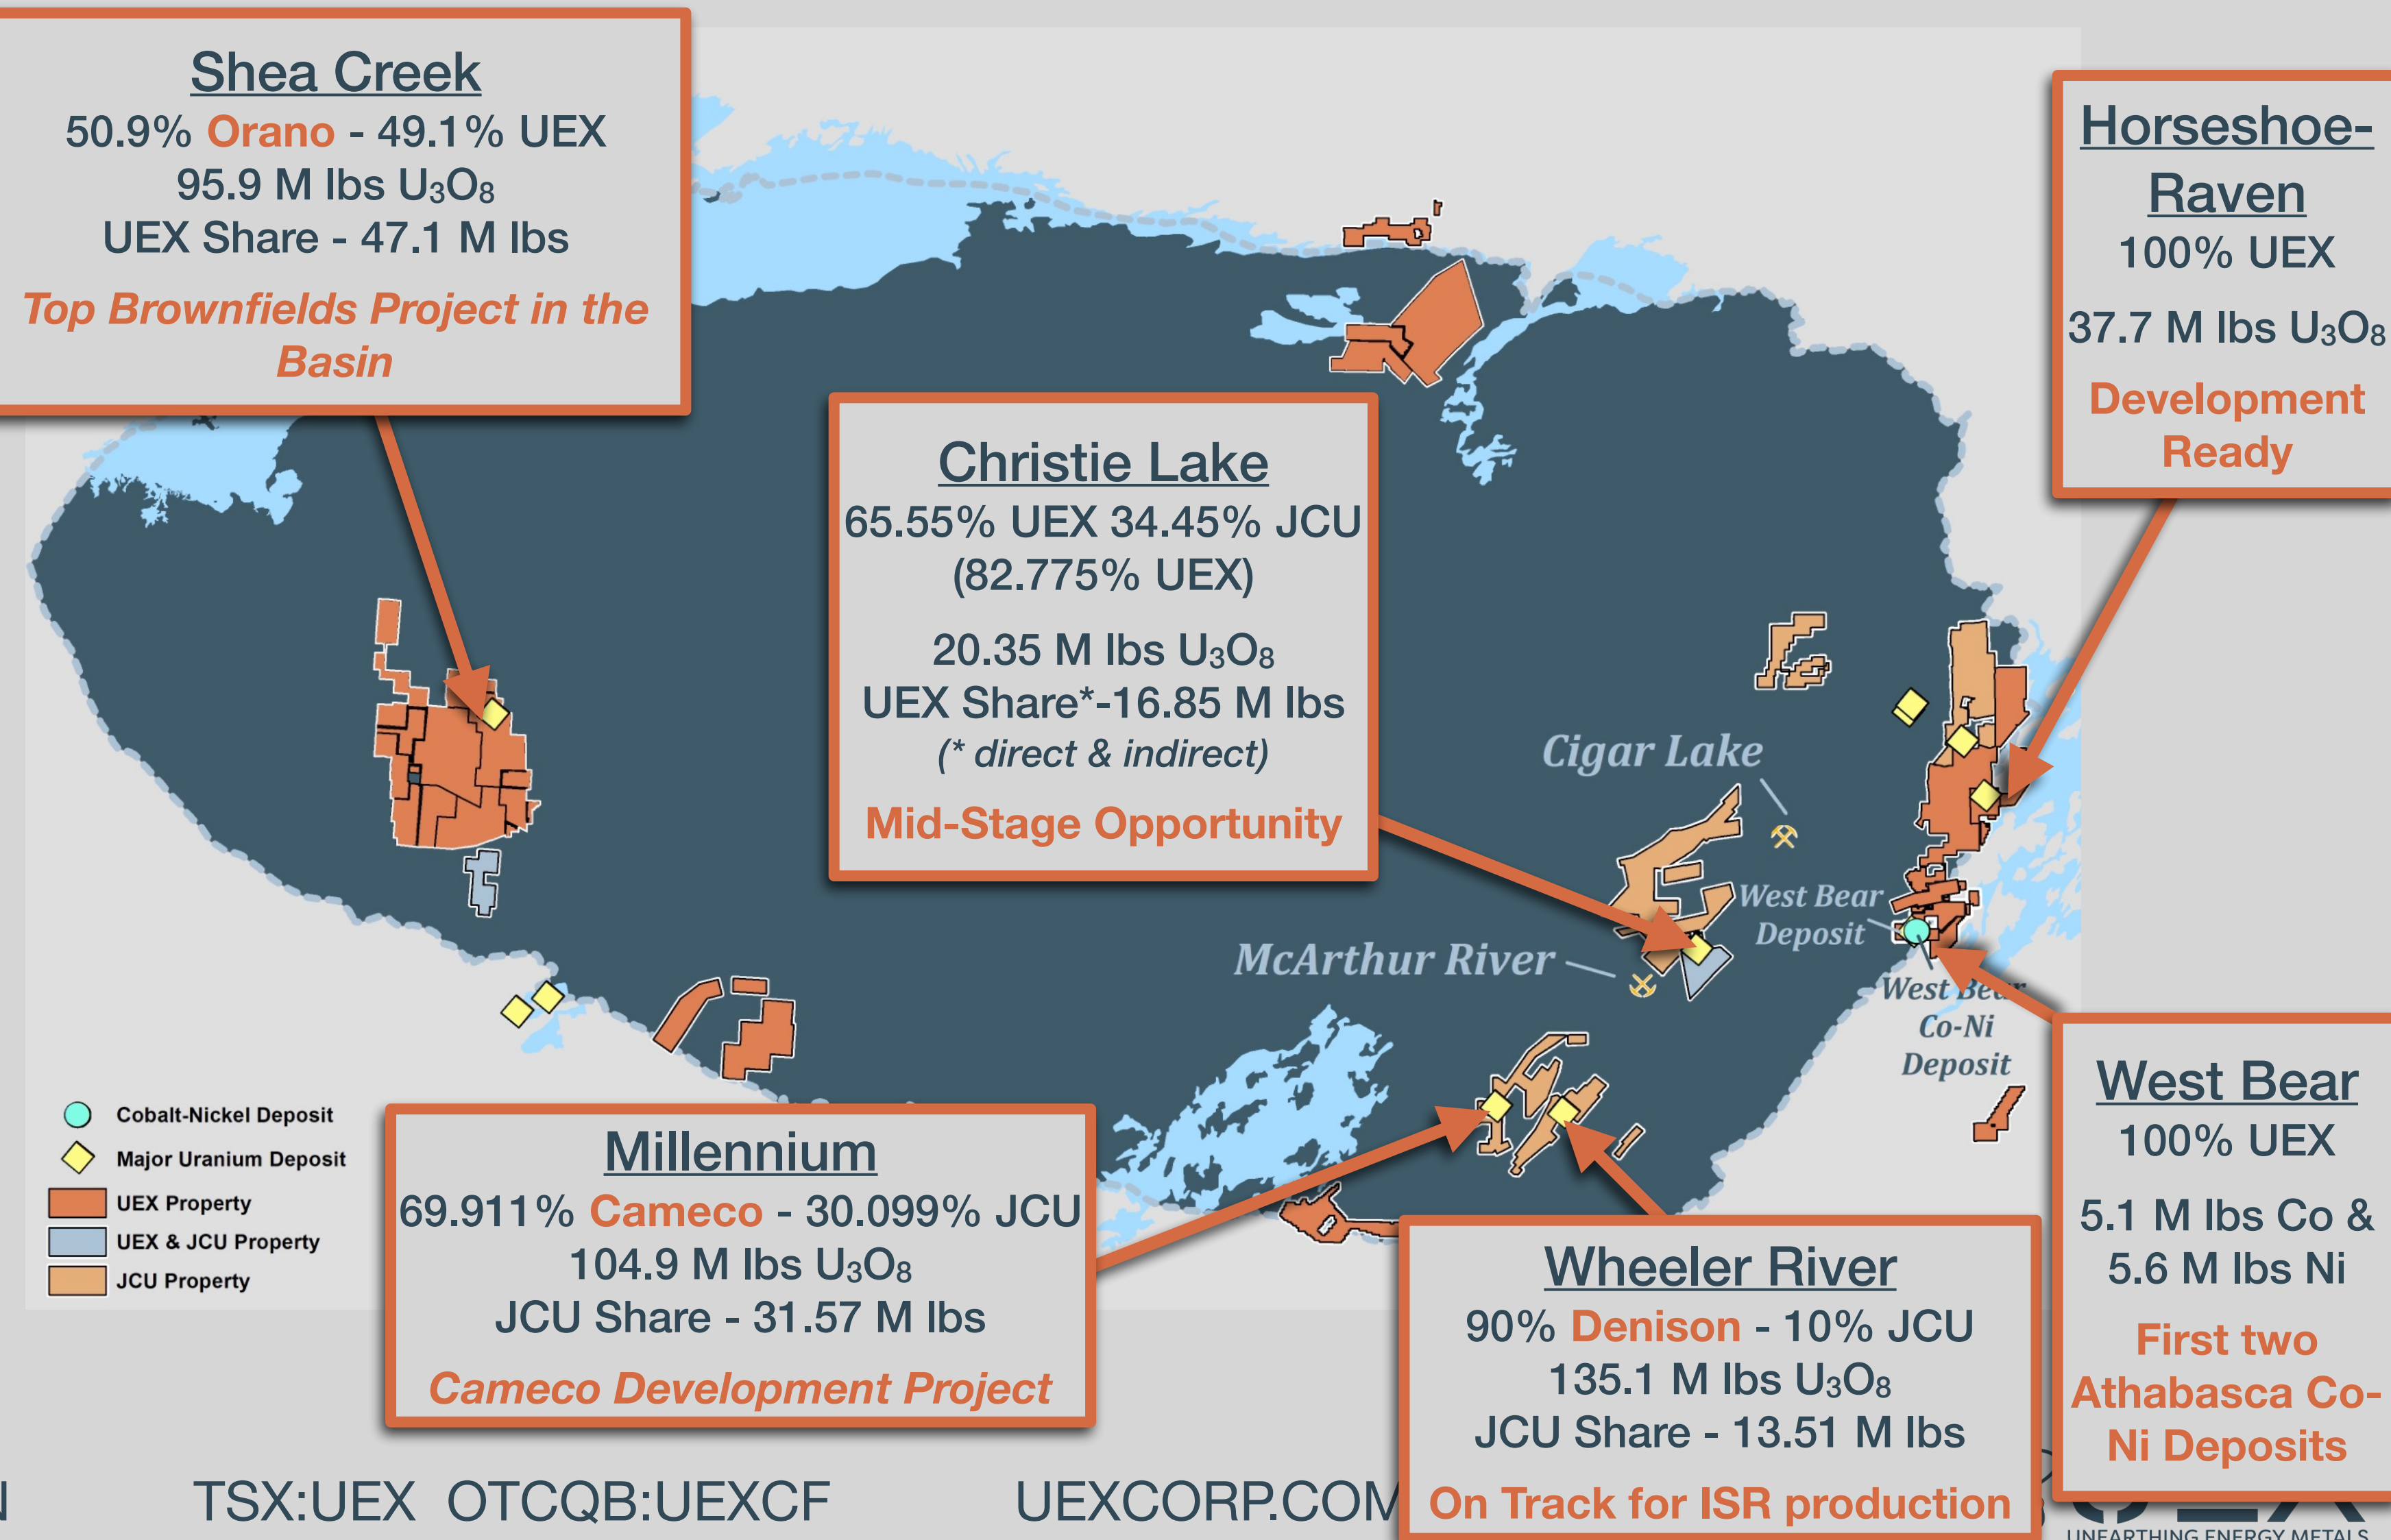 Shea Creek
50.9% Orano - 49.1% UEX
95.9 M lbs U₃O₈
UEX Share - 47.1 M lbs
Top Brownfields Project in the
Basin
Horseshoe-
Raven
100% UEX
37.7 M lbs U₃O₈
Development
Ready
Christie Lake
65.55% UEX 34.45% JCU
(82.775% UEX)
20.35 M lbs U₃O₈
UEX Share*-16.85 M lbs
(* direct & indirect)
Mid-Stage Opportunity
Cigar Lake
West Bear
Deposit
McArthur River
West Bear
Co-Ni
Deposit
Cobalt-Nickel Deposit
Major Uranium Deposit
UEX Property
UEX & JCU Property
JCU Property
Millennium
69.911% Cameco - 30.099% JCU
104.9 M lbs U₃O₈
JCU Share - 31.57 M lbs
Cameco Development Project
Wheeler River
90% Denison - 10% JCU
135.1 M lbs U₃O₈
JCU Share - 13.51 M lbs
On Track for ISR production
West Bear
100% UEX
5.1 M lbs Co &
5.6 M lbs Ni
First two
Athabasca Co-
Ni Deposits
TSX:UEX OTCQB:UEXCF
UEXCORP.COM
UNEARTHING ENERGY METALS